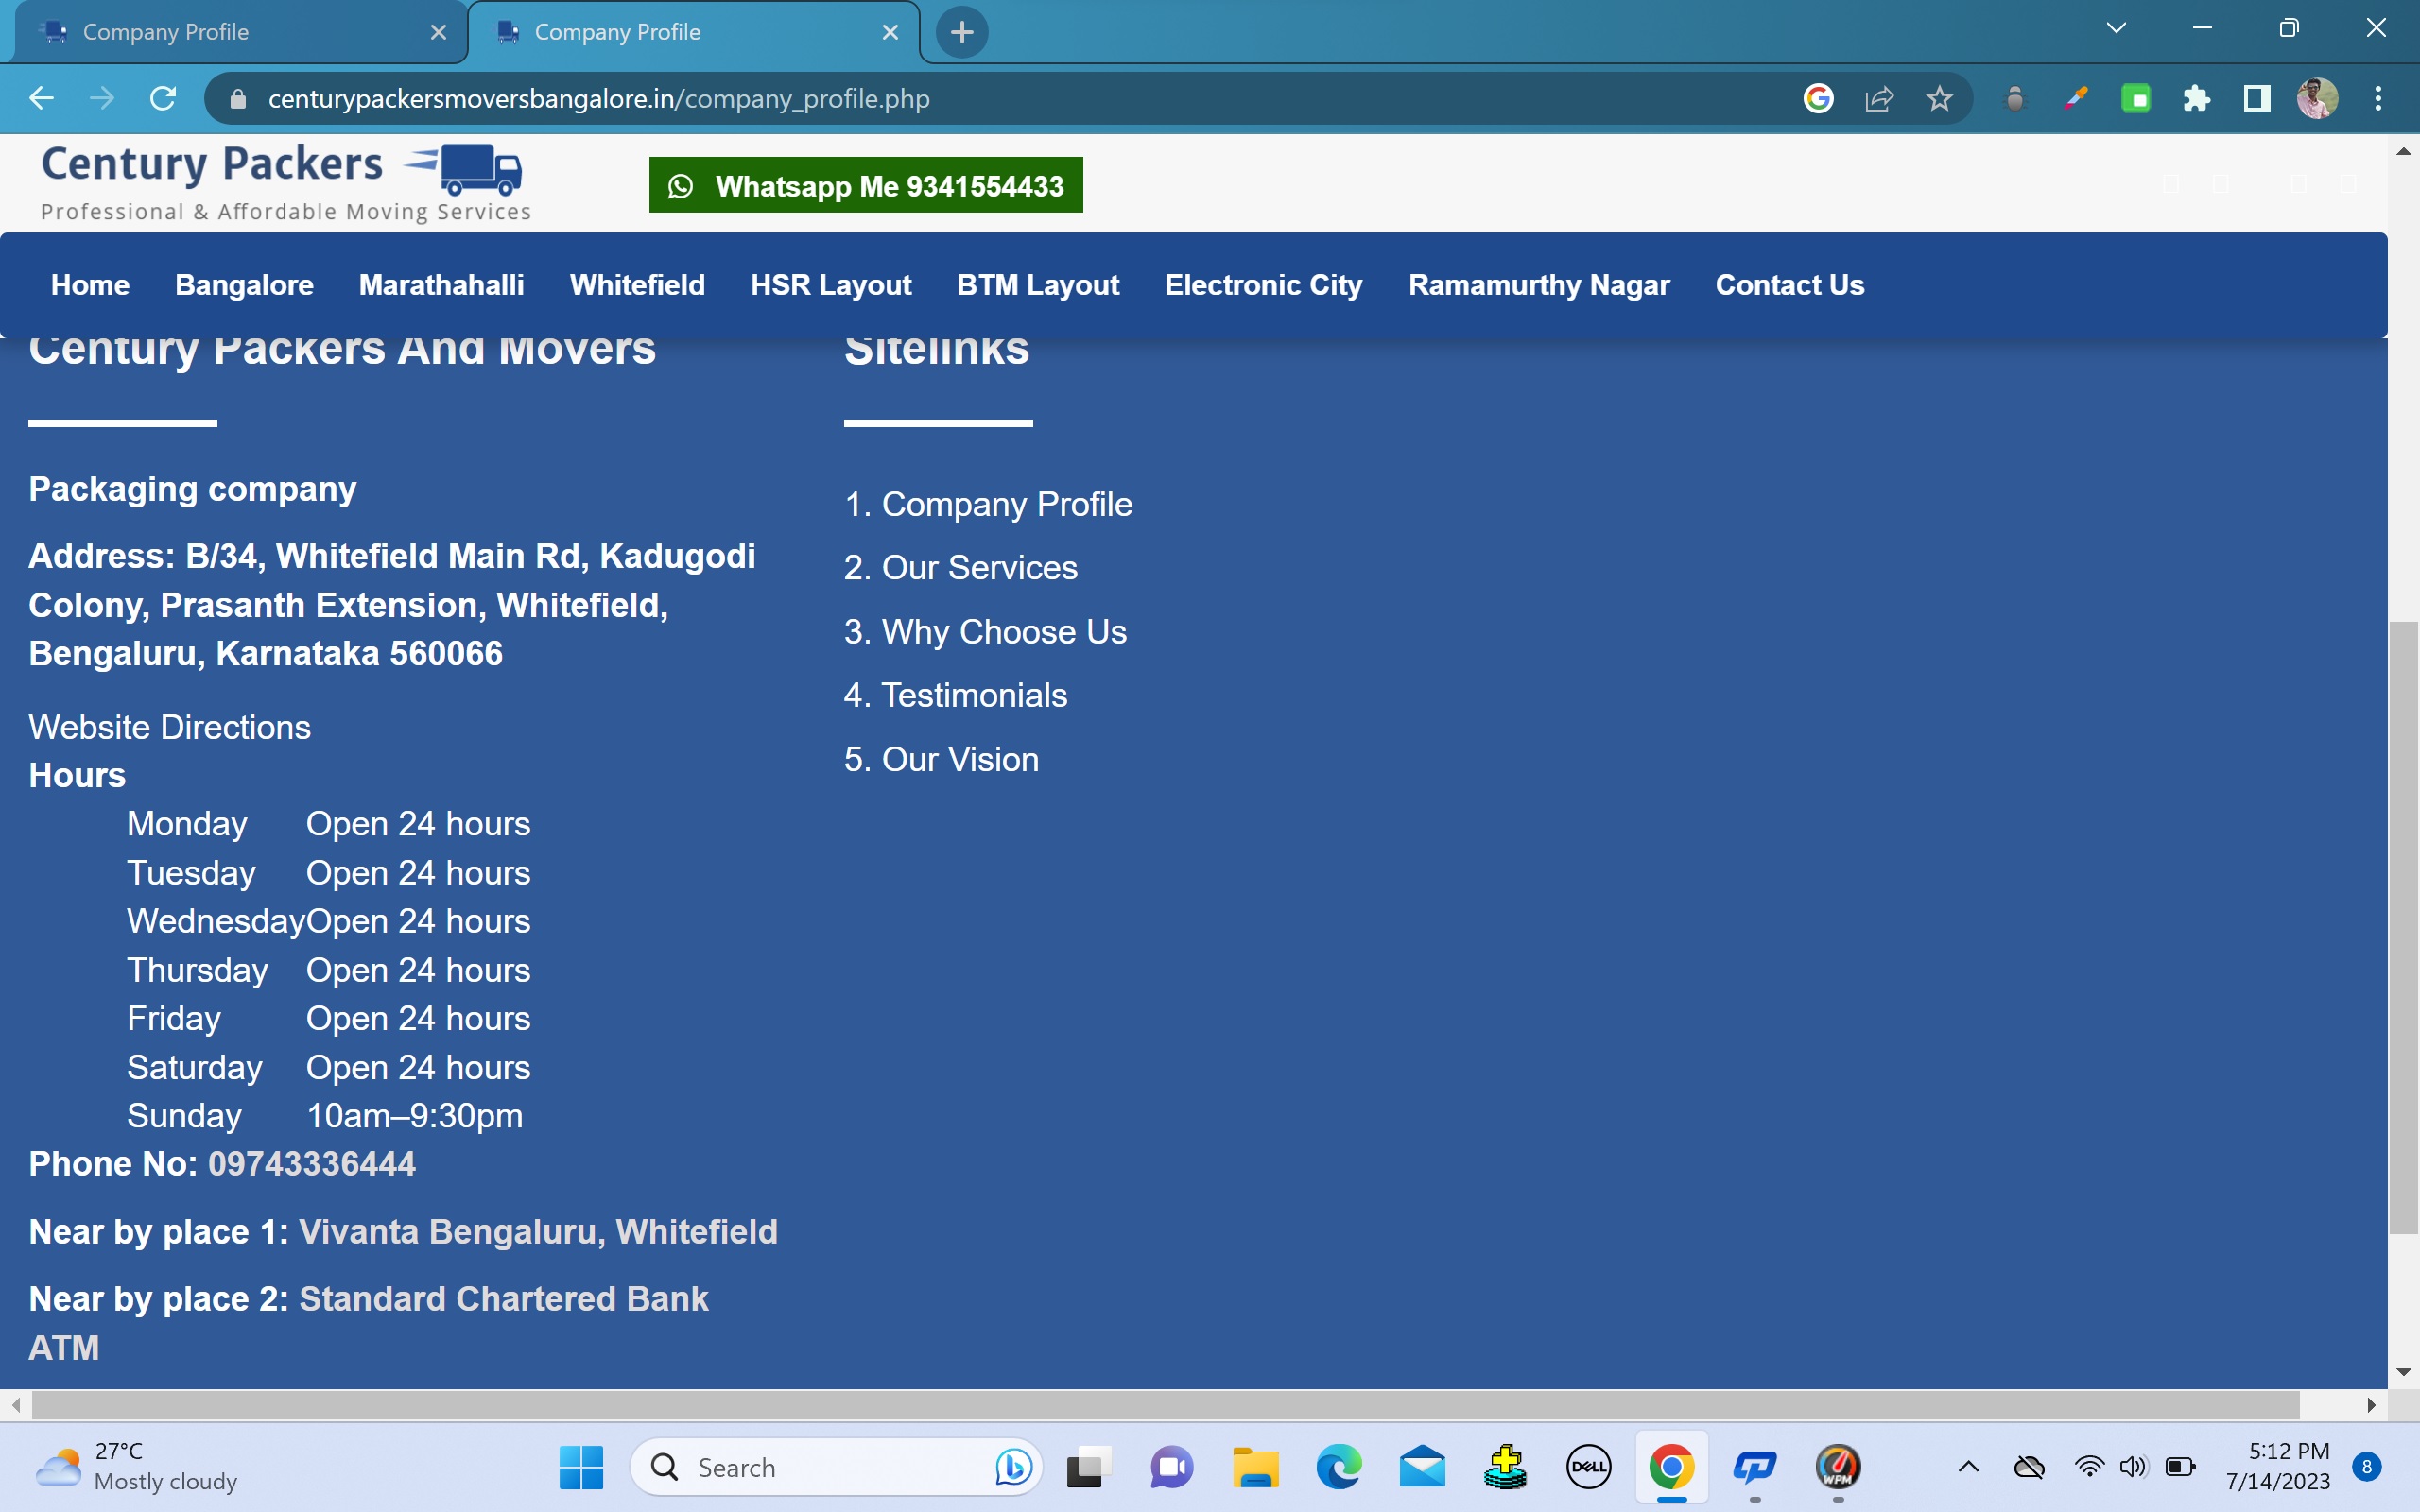 Company Profile
Company Profile
centurypackersmoversbangalore.in/company_profile.php
Century Packers
Professional & Affordable Moving Services
Whatsapp Me 9341554433
Home Bangalore Marathahalli Whitefield HSR Layout BTM Layout Electronic City Ramamurthy Nagar Contact Us
Century Packers And Movers
Packaging company
Address: B/34, Whitefield Main Rd, Kadugodi
Colony, Prasanth Extension, Whitefield,
Bengaluru, Karnataka 560066
Website Directions
Hours
Monday Open 24 hours
Tuesday Open 24 hours
Wednesday Open 24 hours
Thursday Open 24 hours
Friday Open 24 hours
Saturday Open 24 hours
Sunday 10am–9:30pm
Phone No: 09743336444
Near by place 1: Vivanta Bengaluru, Whitefield
Near by place 2: Standard Chartered Bank
ATM
Sitelinks
1. Company Profile
2. Our Services
3. Why Choose Us
4. Testimonials
5. Our Vision
27°C
Mostly cloudy
Search
DELL
WPM
5:12 PM
7/14/2023
8